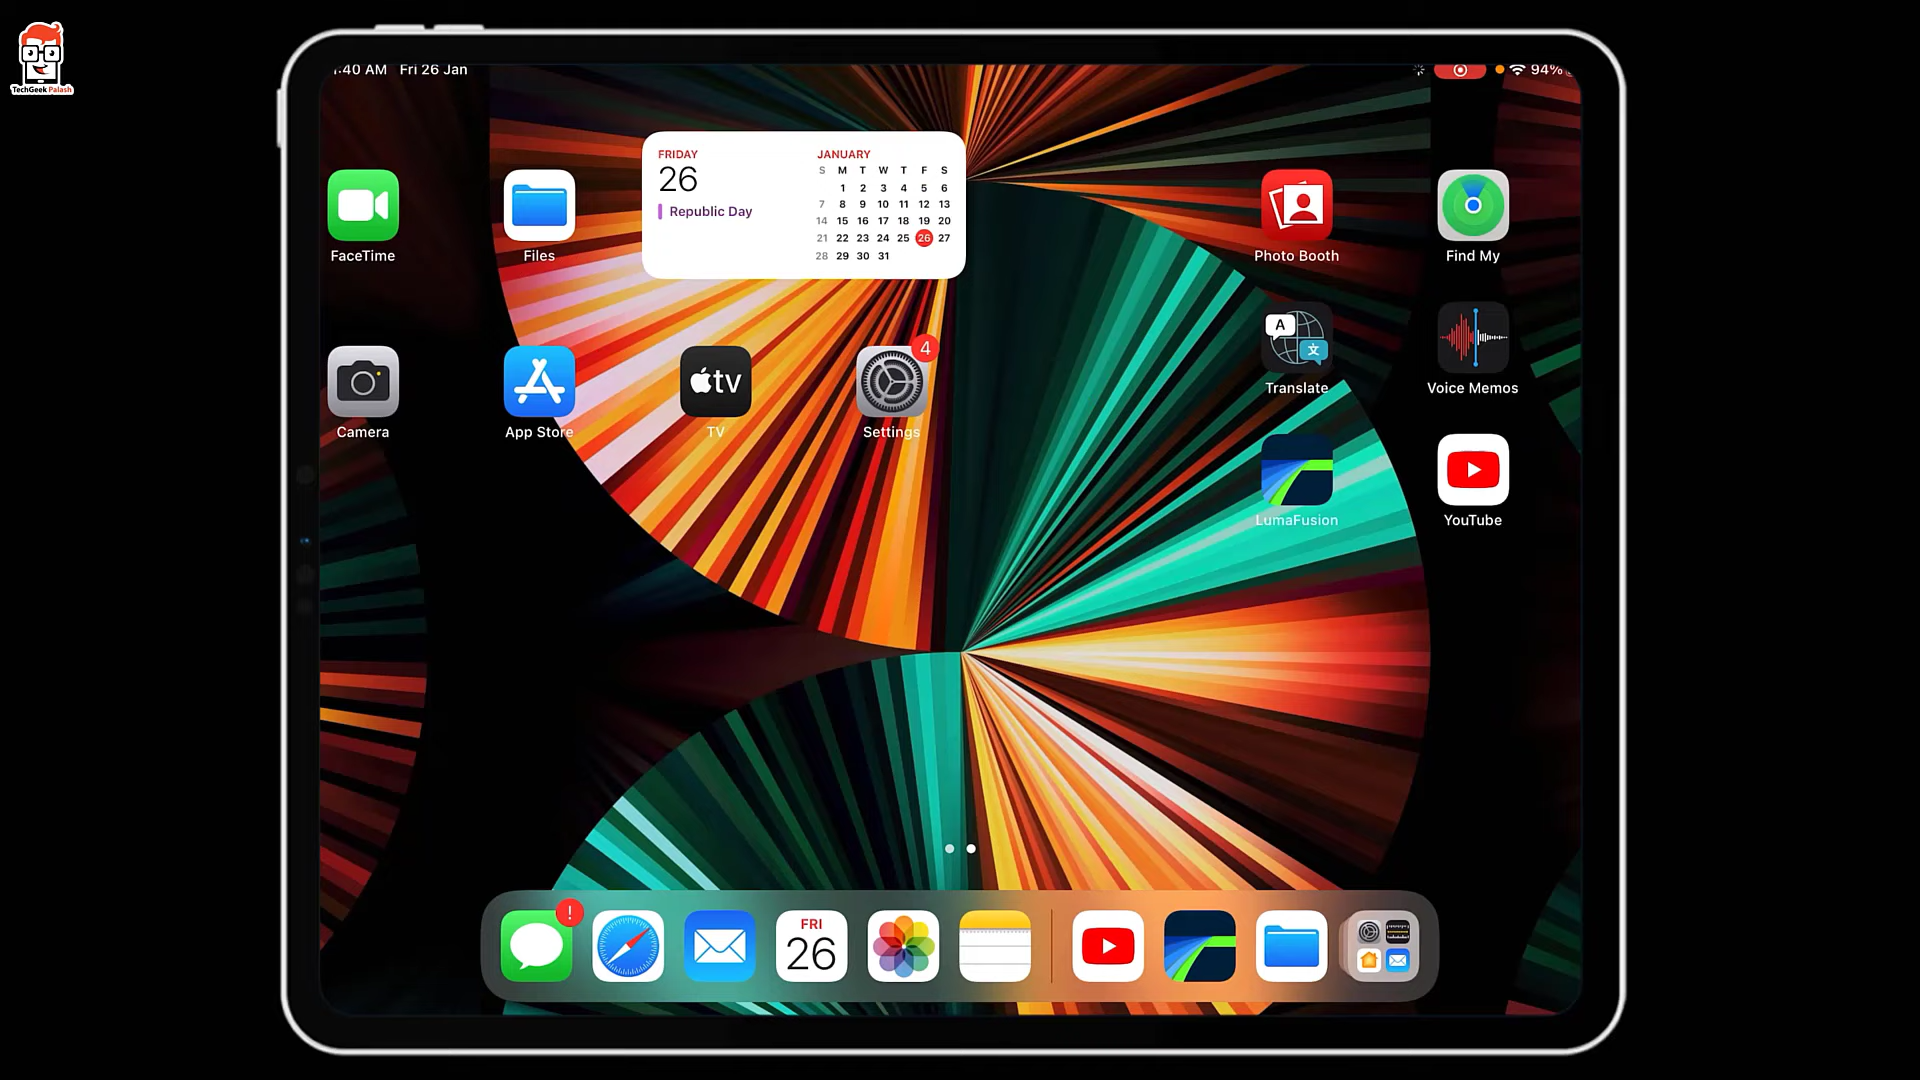 TechGeek Palash
:40 AM Fri 26 Jan
94%
FRIDAY
26
Republic Day
JANUARY
S M T W T F S
1 2 3 4 5 6
7 8 9 10 11 12 13
14 15 16 17 18 19 20
21 22 23 24 25 26 27
28 29 30 31
FaceTime
Files
Photo Booth
Find My
A
文
Translate
Voice Memos
4
tv
Camera
App Store
TV
Settings
LumaFusion
YouTube
!
FRI
26